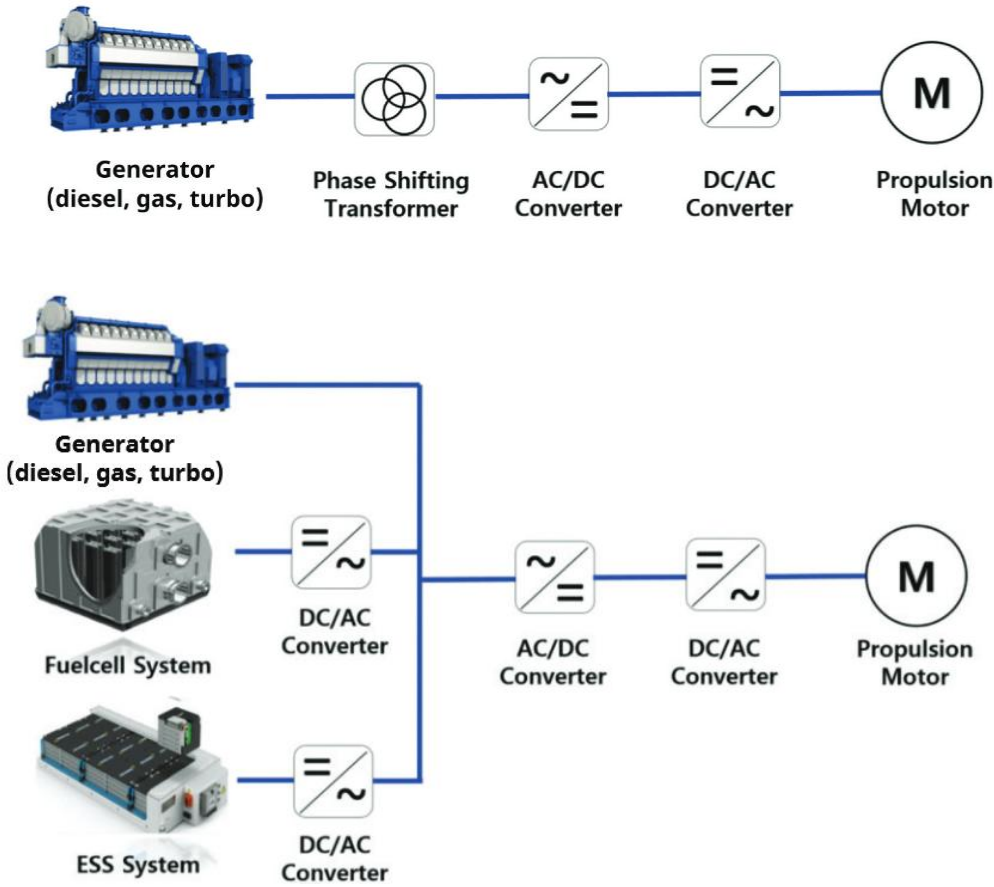 Generator
(diesel, gas, turbo)
Phase Shifting
Transformer
AC/DC
Converter
DC/AC
Converter
M
Propulsion
Motor
Generator
(diesel, gas, turbo)
Fuelcell System
DC/AC
Converter
ESS System
DC/AC
Converter
AC/DC
Converter
DC/AC
Converter
M
Propulsion
Motor